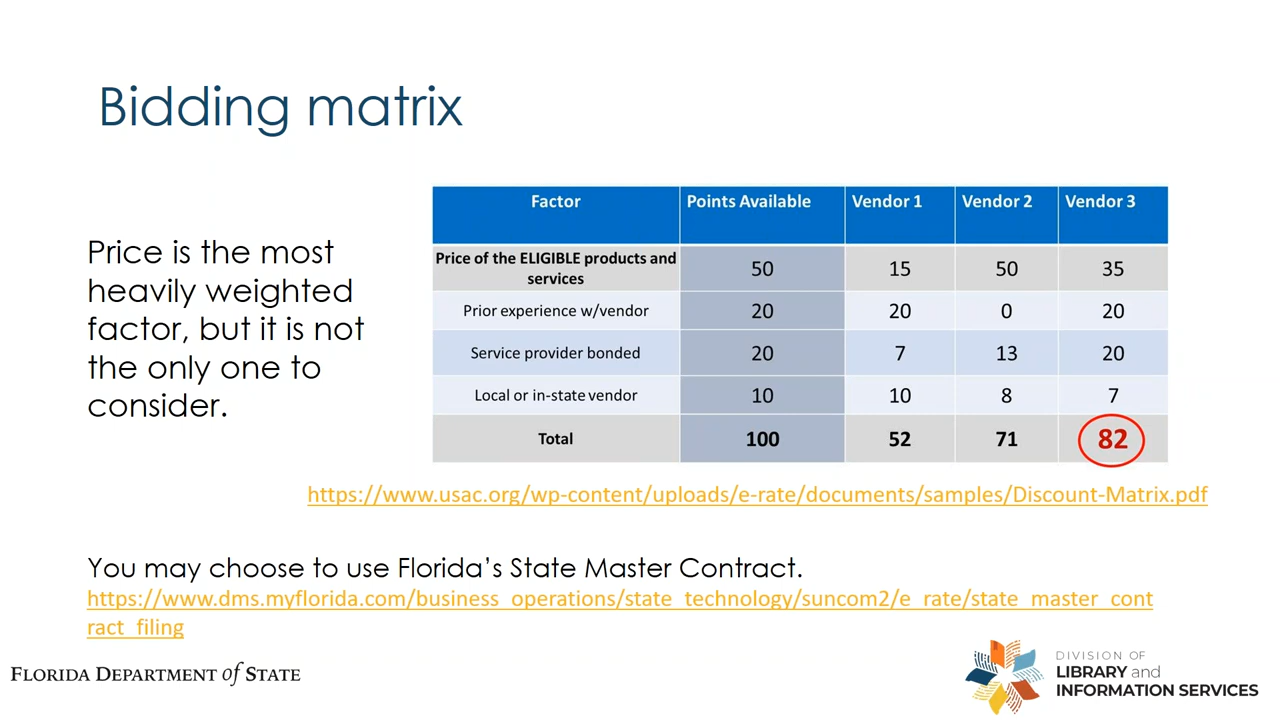 Bidding matrix
Price is the most
heavily weighted
factor, but it is not
the only one to
consider.
Factor Points Available Vendor 1 Vendor 2 Vendor 3
Price of the ELIGIBLE products and
services 50 15 50 35
Prior experience w/vendor 20 20 0 20
Service provider bonded 20 7 13 20
Local or in-state vendor 10 10 8 7
Total 100 52 71 82
https://www.usac.org/wp-content/uploads/e-rate/documents/samples/Discount-Matrix.pdf
You may choose to use Florida’s State Master Contract.
https://www.dms.myflorida.com/business_operations/state_technology/suncom2/e_rate/state_master_cont
ract_filing
FLORIDA DEPARTMENT of STATE
DIVISION OF
LIBRARY and
INFORMATION SERVICES